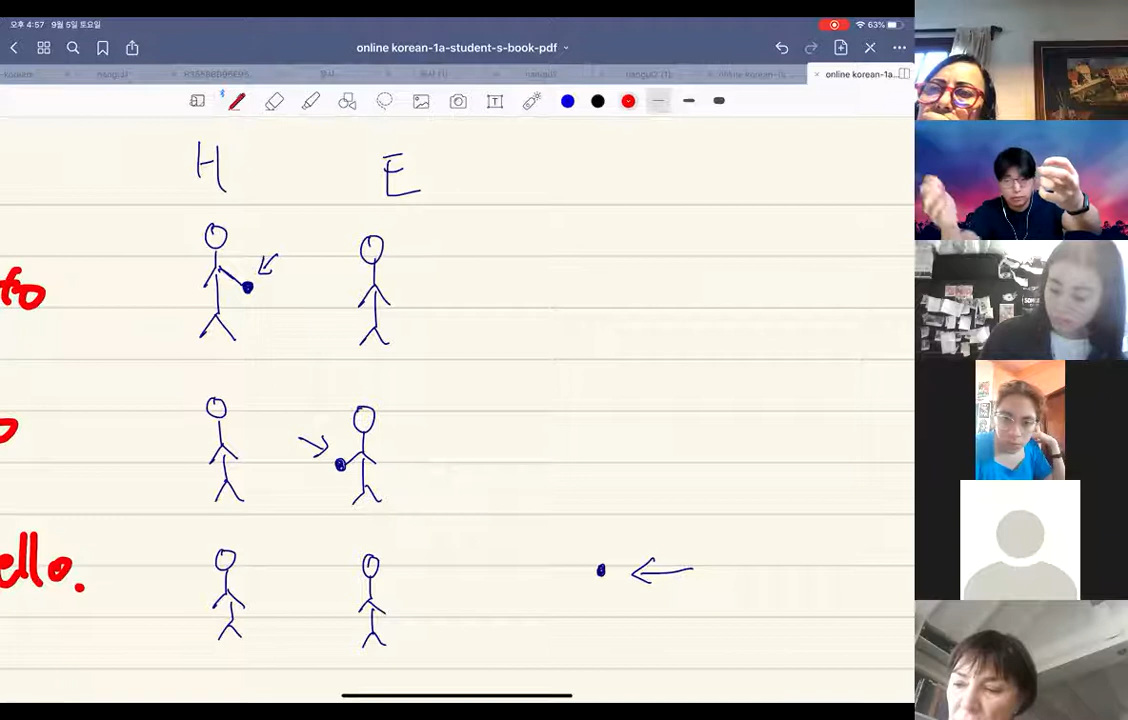 오후 4:57 9월 5일 토요일
63%
online korean-1a-student-s-book-pdf
online korean-1a...
H E
to
o
ello.